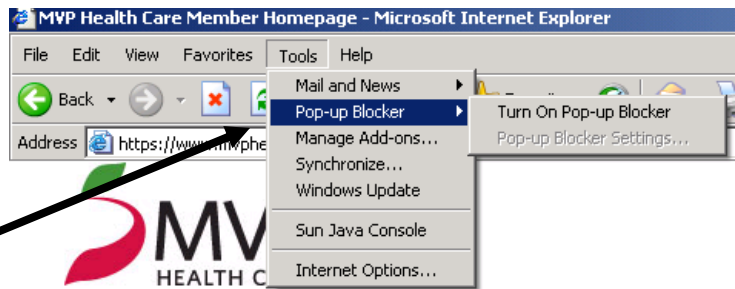 MVP Health Care Member Homepage - Microsoft Internet Explorer
File Edit View Favorites Tools Help
Back
Mail and News
Pop-up Blocker
Turn On Pop-up Blocker
Address https://www.mvphe
Manage Add-ons...
Pop-up Blocker Settings...
Synchronize...
Windows Update
Sun Java Console
Internet Options...
MV
HEALTH C